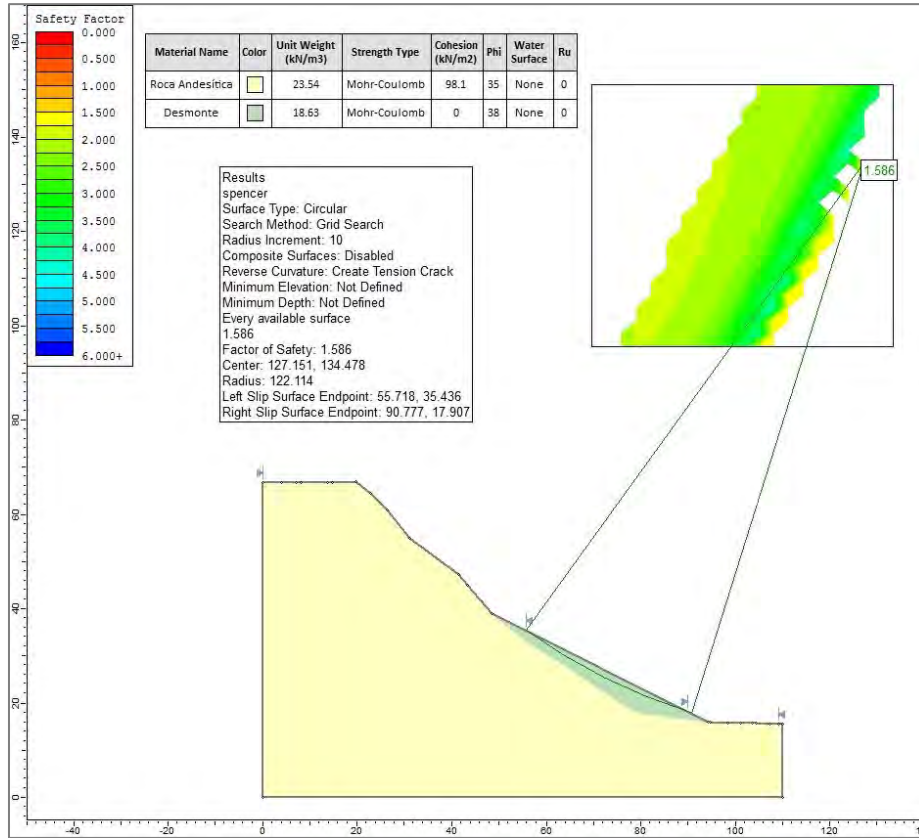 Safety Factor
0.000
0.500
1.000
1.500
2.000
2.500
3.000
3.500
4.000
4.500
5.000
5.500
6.000+
Material Name Color Unit Weight (kN/m3) Strength Type Cohesion (kN/m2) Phi Water Surface Ru
Roca Andesítica 23.54 Mohr-Coulomb 98.1 35 None 0
Desmonte 18.63 Mohr-Coulomb 0 38 None 0
Results
spencer
Surface Type: Circular
Search Method: Grid Search
Radius Increment: 10
Composite Surfaces: Disabled
Reverse Curvature: Create Tension Crack
Minimum Elevation: Not Defined
Minimum Depth: Not Defined
Every available surface
1.586
Factor of Safety: 1.586
Center: 127.151, 134.478
Radius: 122.114
Left Slip Surface Endpoint: 55.718, 35.436
Right Slip Surface Endpoint: 90.777, 17.907
1.586
160
140
120
100
80
60
40
20
0
-40 -20 0 20 40 60 80 100 120